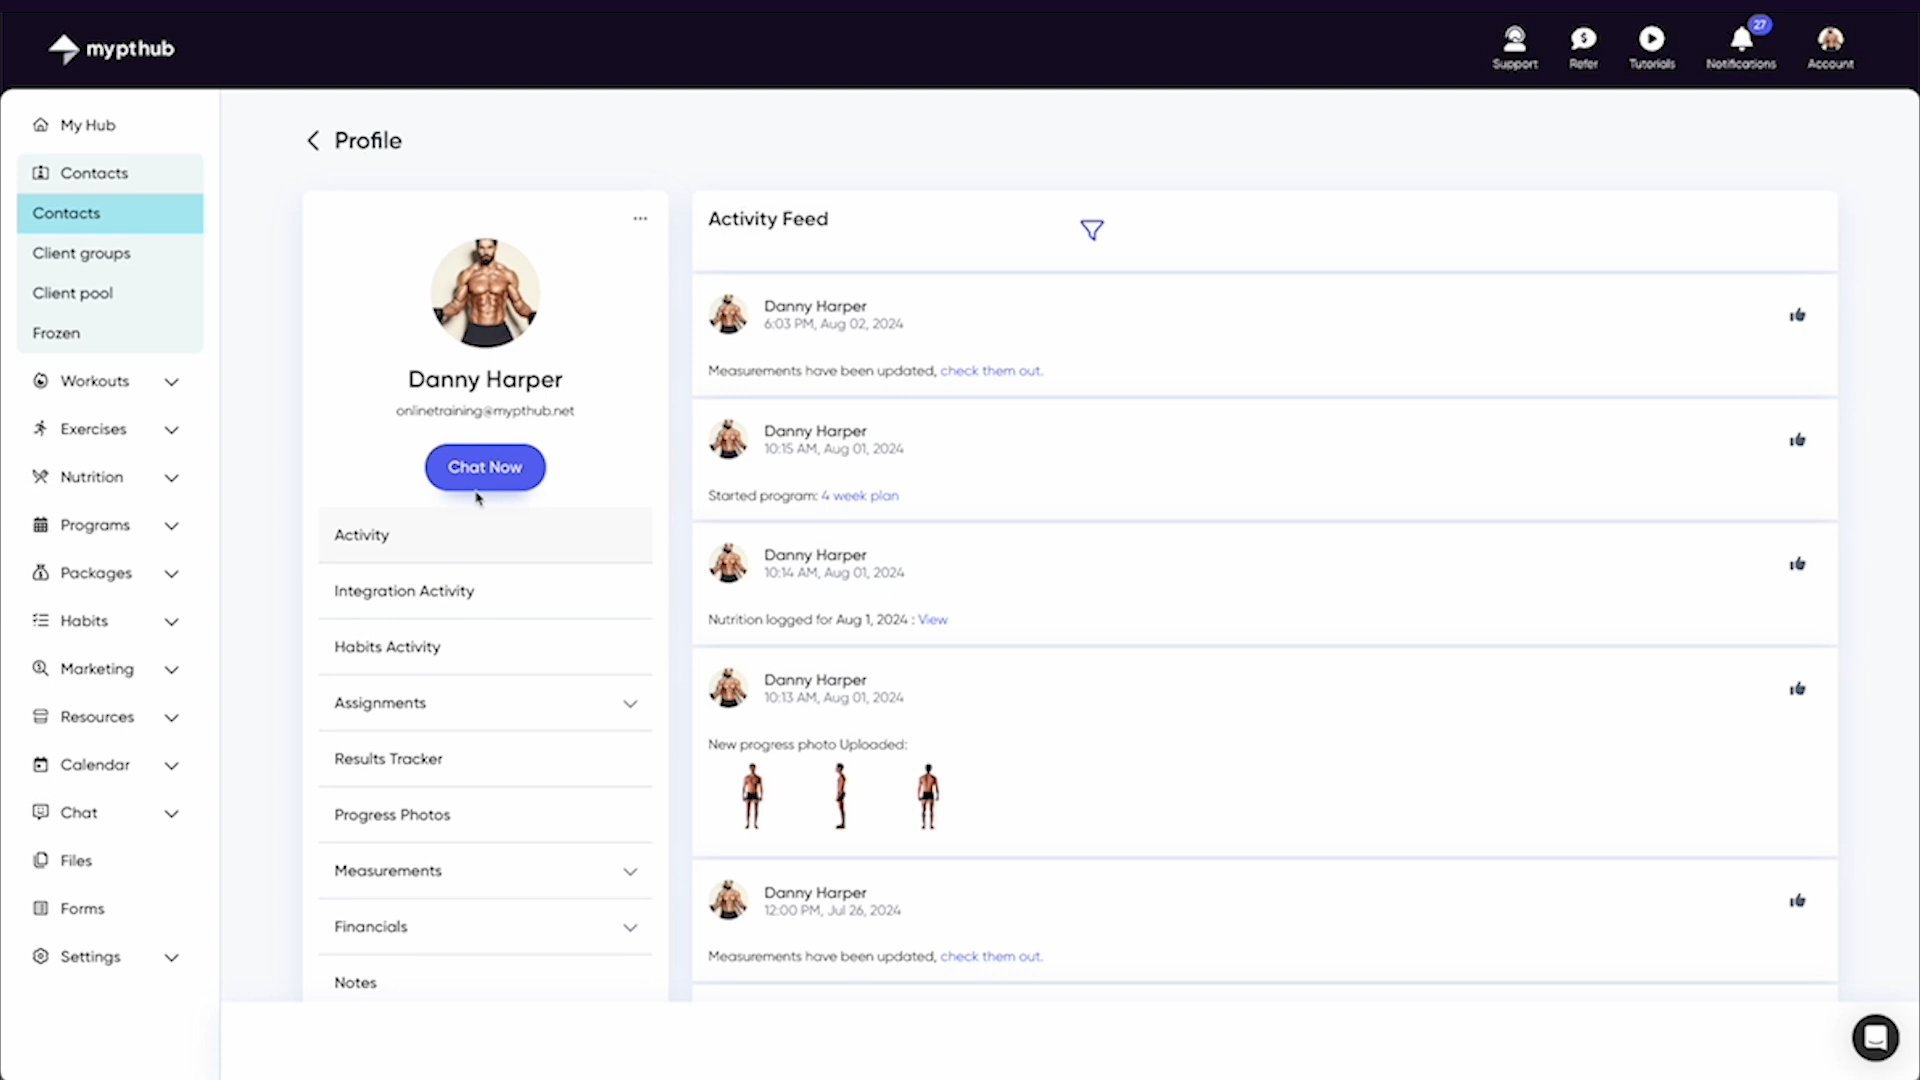 mypthub
Support
Refer
Tutorials
27
Notifications
Account
My Hub
Contacts
Contacts
Client groups
Client pool
Frozen
Workouts
Exercises
Nutrition
Programs
Packages
Habits
Marketing
Resources
Calendar
Chat
Files
Forms
Settings
Profile
...
Danny Harper
onlinetraining@mypthub.net
Chat Now
Activity
Integration Activity
Habits Activity
Assignments
Results Tracker
Progress Photos
Measurements
Financials
Notes
Activity Feed
Danny Harper
6:03 PM, Aug 02, 2024
Measurements have been updated, check them out.
Danny Harper
10:15 AM, Aug 01, 2024
Started program: 4 week plan
Danny Harper
10:14 AM, Aug 01, 2024
Nutrition logged for Aug 1, 2024 : View
Danny Harper
10:13 AM, Aug 01, 2024
New progress photo Uploaded:
Danny Harper
12:00 PM, Jul 26, 2024
Measurements have been updated, check them out.